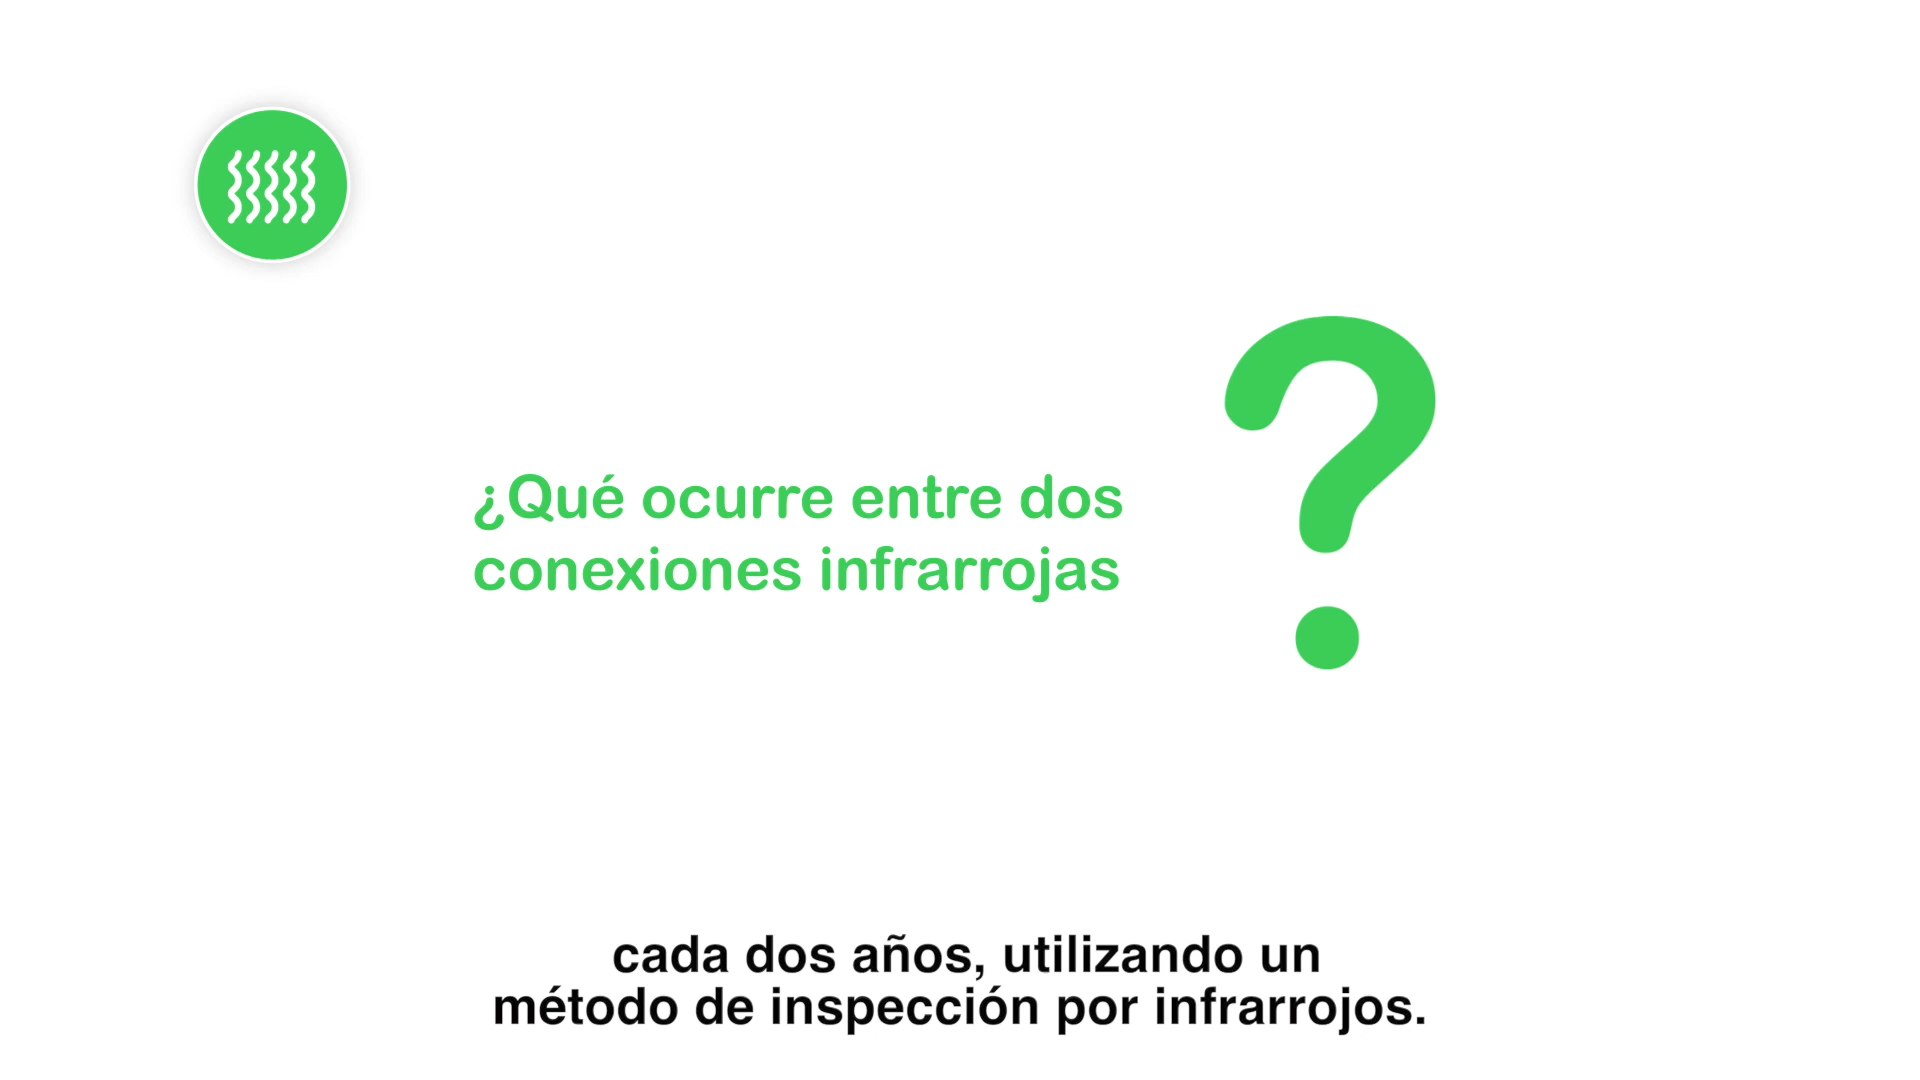 ¿Qué ocurre entre dos
conexiones infrarrojas
?
cada dos años, utilizando un
método de inspección por infrarrojos.